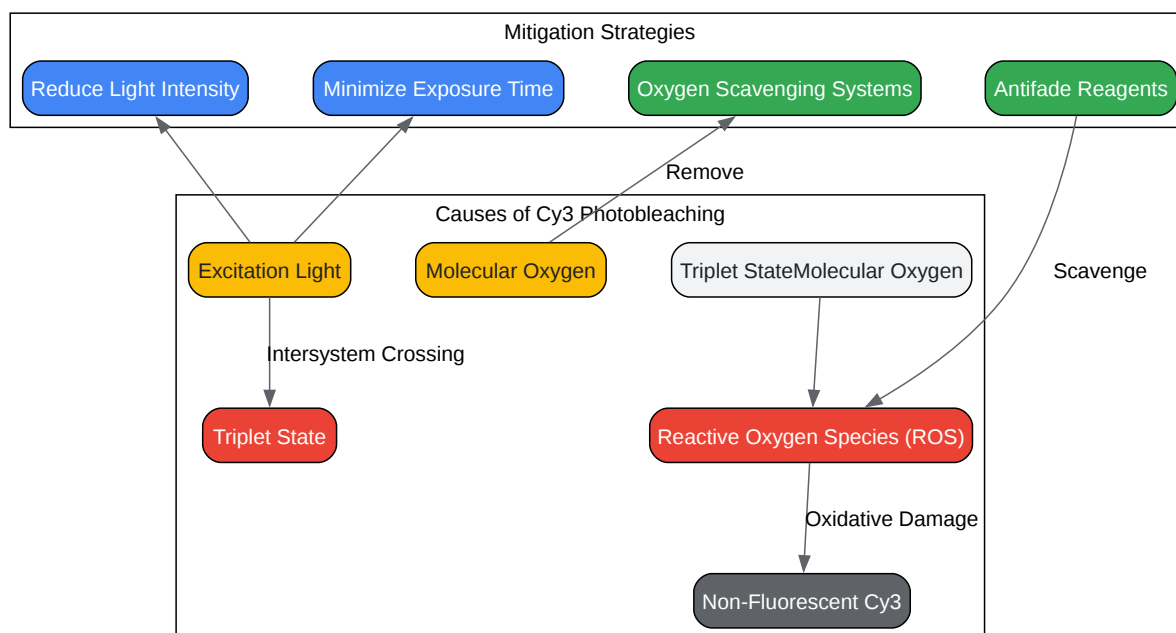 Mitigation Strategies
Reduce Light Intensity
Minimize Exposure Time
Oxygen Scavenging Systems
Antifade Reagents
Remove
Causes of Cy3 Photobleaching
Excitation Light
Molecular Oxygen
Triplet StateMolecular Oxygen
Scavenge
Intersystem Crossing
Triplet State
Reactive Oxygen Species (ROS)
Oxidative Damage
Non-Fluorescent Cy3